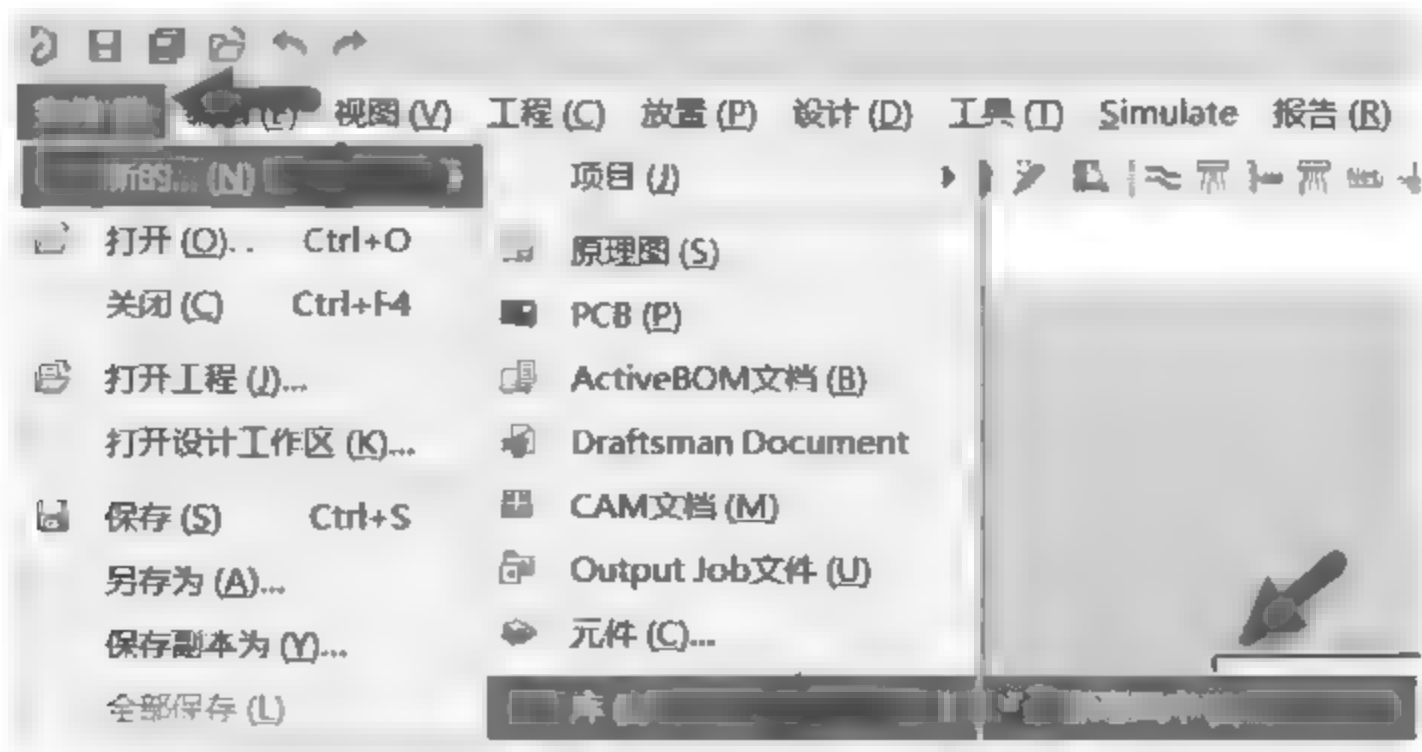 视图 (V) 工程 (C) 放置 (P) 设计 (D) 工具 (T) Simulate 报告 (R)
新的... (N) 项目 (J)
打开 (O)... Ctrl+O 原理图 (S)
关闭 (C) Ctrl+F4 PCB (P)
打开工程 (J)... ActiveBOM文档 (B)
打开设计工作区 (K)... Draftsman Document
保存 (S) Ctrl+S CAM文档 (M)
另存为 (A)... Output Job文件 (U)
保存副本为 (Y)... 元件 (C)...
全部保存 (L) 库